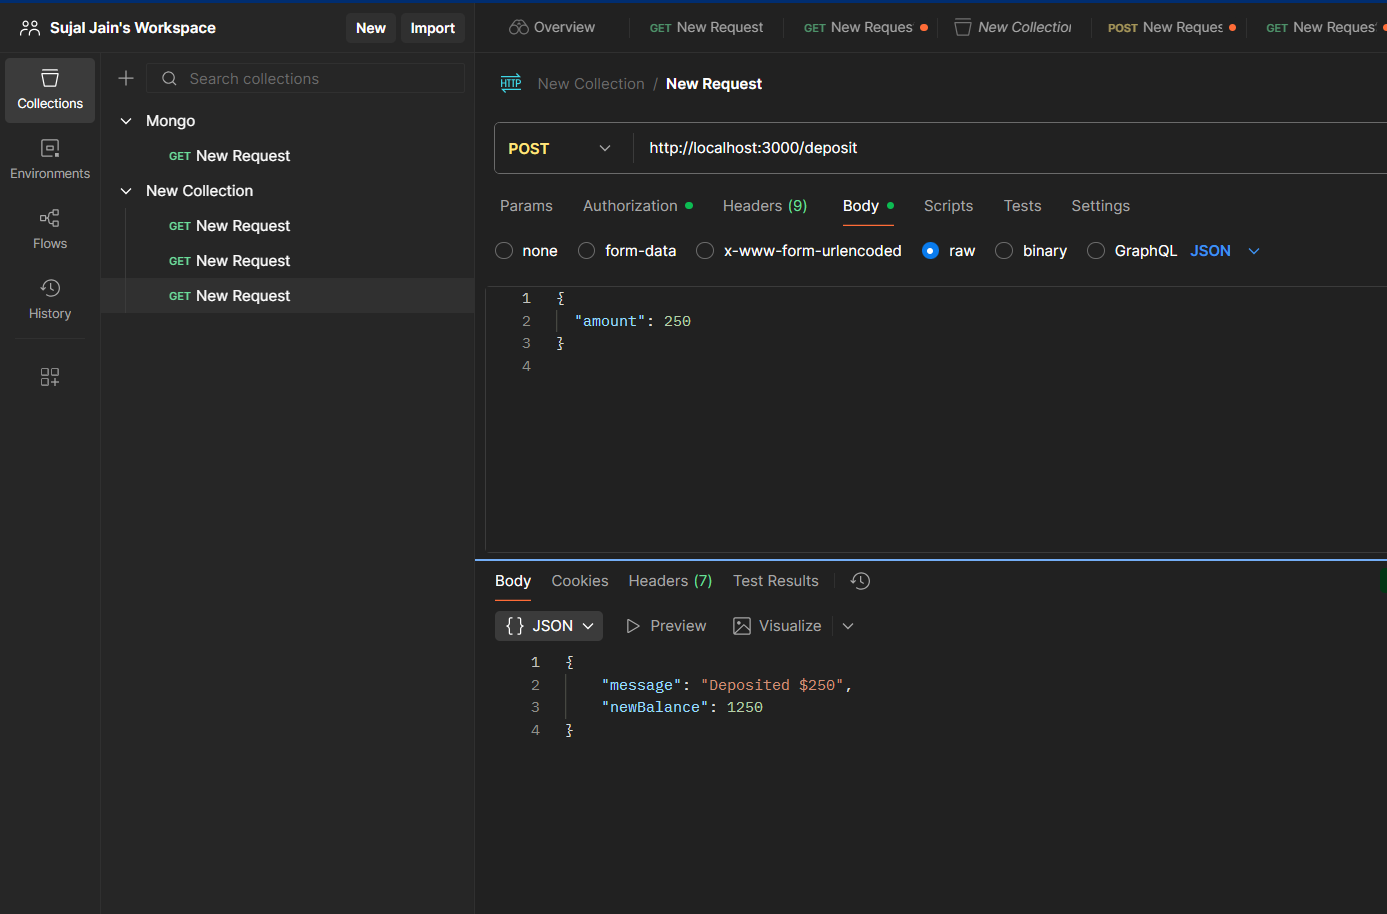 Sujal Jain's Workspace
New
Import
Overview
GET New Request
GET New Reques
New Collection
POST New Reques
GET New Reques
Collections
Environments
Flows
History
Search collections
Mongo
GET New Request
New Collection
GET New Request
GET New Request
GET New Request
HTTP New Collection / New Request
POST http://localhost:3000/deposit
Params Authorization Headers (9) Body Scripts Tests Settings
none form-data x-www-form-urlencoded raw binary GraphQL JSON
1 {
2 "amount": 250
3 }
4
Body Cookies Headers (7) Test Results
{} JSON Preview Visualize
1 {
2 "message": "Deposited $250",
3 "newBalance": 1250
4 }